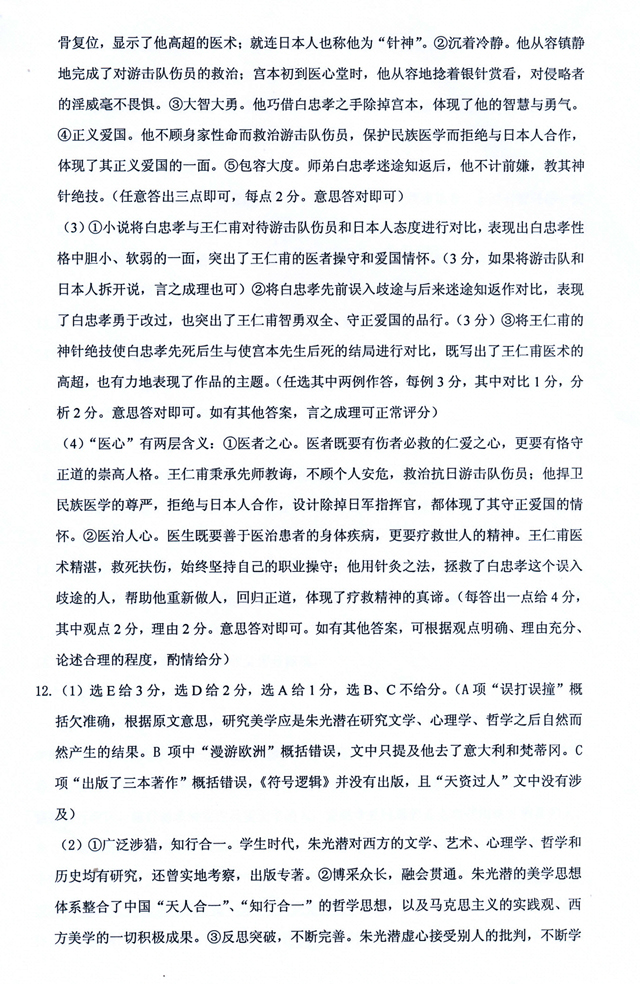 骨复位，显示了他高超的医术；就连日本人也称他为“针神”。②沉着冷静。他从容镇静
地完成了对游击队伤员的救治；宫本初到医心堂时，他从容地捻着银针赏看，对侵略者
的淫威毫不畏惧。③大智大勇。他巧借白忠孝之手除掉宫本，体现了他的智慧与勇气。
④正义爱国。他不顾身家性命而救治游击队伤员，保护民族医学而拒绝与日本人合作，
体现了其正义爱国的一面。⑤包容大度。师弟白忠孝迷途知返后，他不计前嫌，教其神
针绝技。（任意答出三点即可，每点2分。意思答对即可）
（3）①小说将白忠孝与王仁甫对待游击队伤员和日本人态度进行对比，表现出白忠孝性
格中胆小、软弱的一面，突出了王仁甫的医者操守和爱国情怀。（3分，如果将游击队和
日本人拆开说，言之成理也可）②将白忠孝先前误入歧途与后来迷途知返作对比，表现
了白忠孝勇于改过，也突出了王仁甫智勇双全、守正爱国的品行。（3分）③将王仁甫的
神针绝技使白忠孝先死后生与使宫本先生后死的结局进行对比，既写出了王仁甫医术的
高超，也有力地表现了作品的主题。（任选其中两例作答，每例3分，其中对比1分，分
析2分。意思答对即可。如有其他答案，言之成理可正常评分）
（4）“医心”有两层含义：①医者之心。医者既要有伤者必救的仁爱之心，更要有恪守
正道的崇高人格。王仁甫秉承先师教诲，不顾个人安危，救治抗日游击队伤员；他捍卫
民族医学的尊严，拒绝与日本人合作，设计除掉日军指挥官，都体现了其守正爱国的情
怀。②医治人心。医生既要善于医治患者的身体疾病，更要疗救世人的精神。王仁甫医
术精湛，救死扶伤，始终坚持自己的职业操守；他用针灸之法，拯救了白忠孝这个误入
歧途的人，帮助他重新做人，回归正道，体现了疗救精神的真谛。（每答出一点给4分，
其中观点2分，理由2分。意思答对即可。如有其他答案，可根据观点明确、理由充分、
论述合理的程度，酌情给分）
12.（1）选E给3分，选D给2分，选A给1分，选B、C不给分。（A项“误打误撞”概
括欠准确，根据原文意思，研究美学应是朱光潜在研究文学、心理学、哲学之后自然而
然产生的结果。B 项中“漫游欧洲”概括错误，文中只提及他去了意大利和梵蒂冈。C
项“出版了三本著作”概括错误，《符号逻辑》并没有出版，且“天资过人”文中没有涉
及）
（2）①广泛涉猎，知行合一。学生时代，朱光潜对西方的文学、艺术、心理学、哲学和
历史均有研究，还曾实地考察，出版专著。②博采众长，融会贯通。朱光潜的美学思想
体系整合了中国“天人合一”、“知行合一”的哲学思想，以及马克思主义的实践观、西
方美学的一切积极成果。③反思突破，不断完善。朱光潜虚心接受别人的批判，不断学